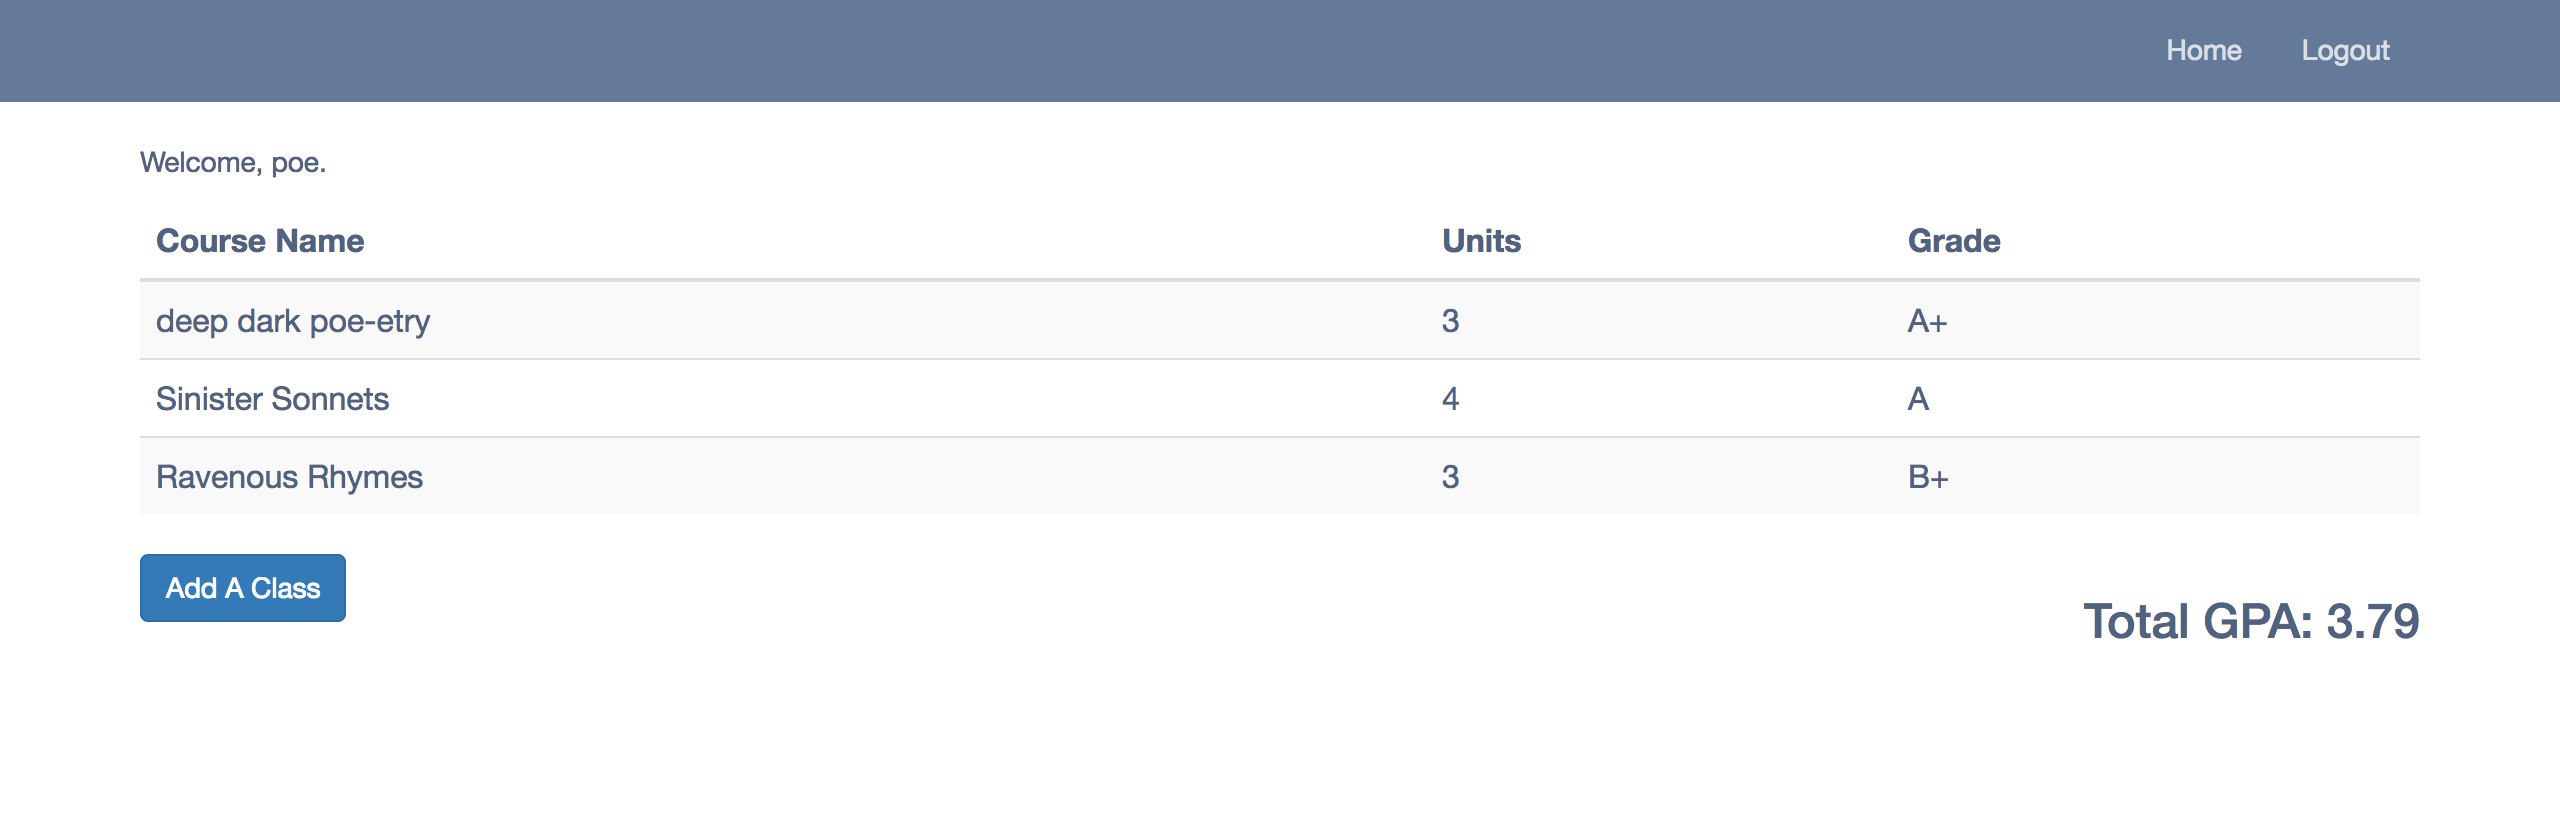 Home Logout
Welcome, poe.
Course Name Units Grade
deep dark poe-etry 3 A+
Sinister Sonnets 4 A
Ravenous Rhymes 3 B+
Add A Class
Total GPA: 3.79